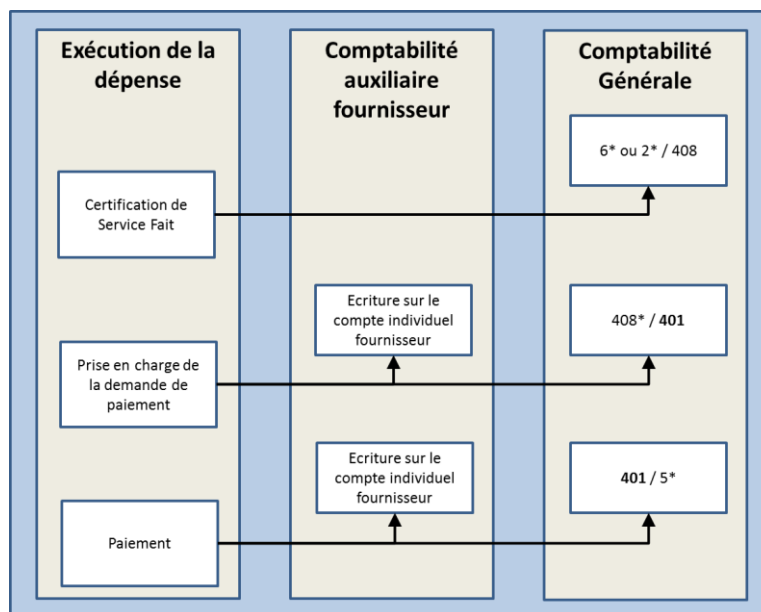 Exécution de la
dépense
Comptabilité
auxiliaire
fournisseur
Comptabilité
Générale
6* ou 2* / 408
Certification de
Service Fait
Ecriture sur le
compte individuel
fournisseur
408* / 401
Prise en charge de
la demande de
paiement
Ecriture sur le
compte individuel
fournisseur
401 / 5*
Paiement